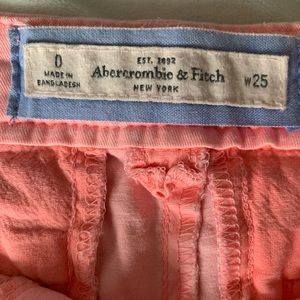 0
MADE IN
BANGLADESH
EST. 1892
Abercrombie & Fitch
NEW YORK
W25